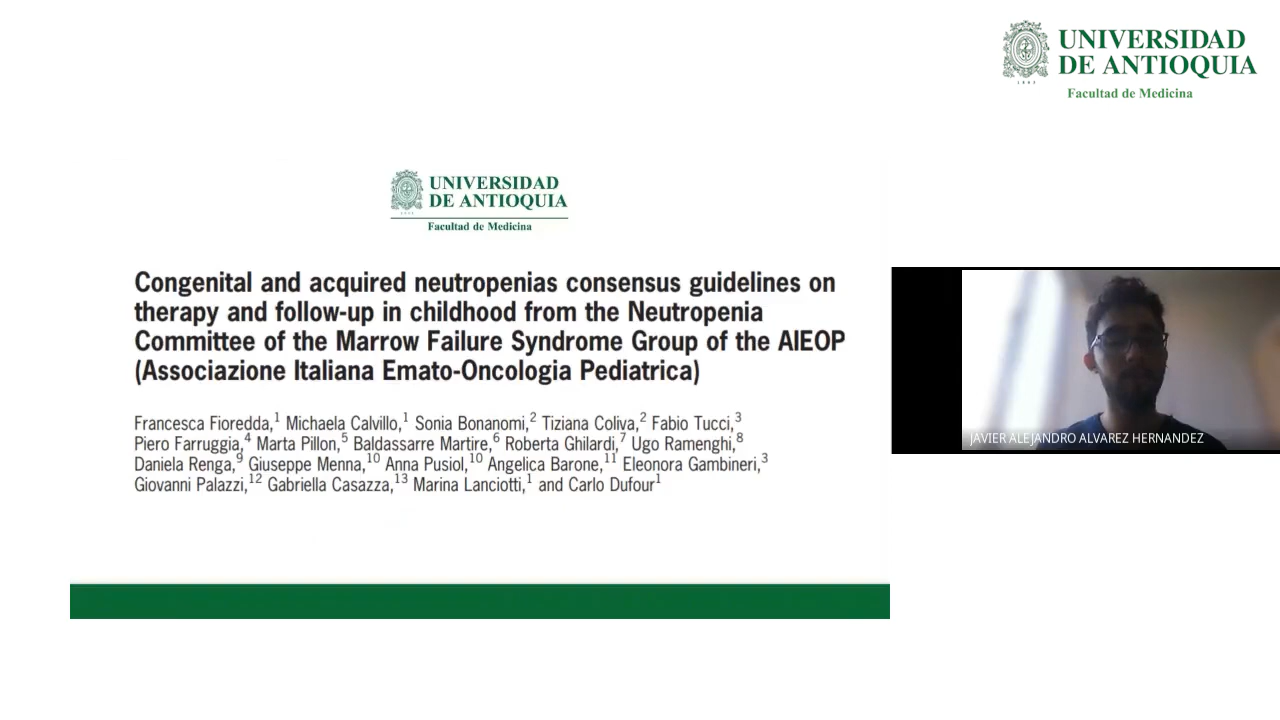 UNIVERSIDAD
DE ANTIOQUIA
1803
Facultad de Medicina
UNIVERSIDAD
DE ANTIOQUIA
Facultad de Medicina
Congenital and acquired neutropenias consensus guidelines on
therapy and follow-up in childhood from the Neutropenia
Committee of the Marrow Failure Syndrome Group of the AIEOP
(Associazione Italiana Emato-Oncologia Pediatrica)
Francesca Fioredda,1 Michaela Calvillo,1 Sonia Bonanomi,2 Tiziana Coliva,2 Fabio Tucci,3
Piero Farruggia,4 Marta Pillon,5 Baldassarre Martire,6 Roberta Ghilardi,7 Ugo Ramenghi,8
Daniela Renga,9 Giuseppe Menna,10 Anna Pusiol,10 Angelica Barone,11 Eleonora Gambineri,3
Giovanni Palazzi,12 Gabriella Casazza,13 Marina Lanciotti,1 and Carlo Dufour1
JAVIER ALEJANDRO ALVAREZ HERNANDEZ